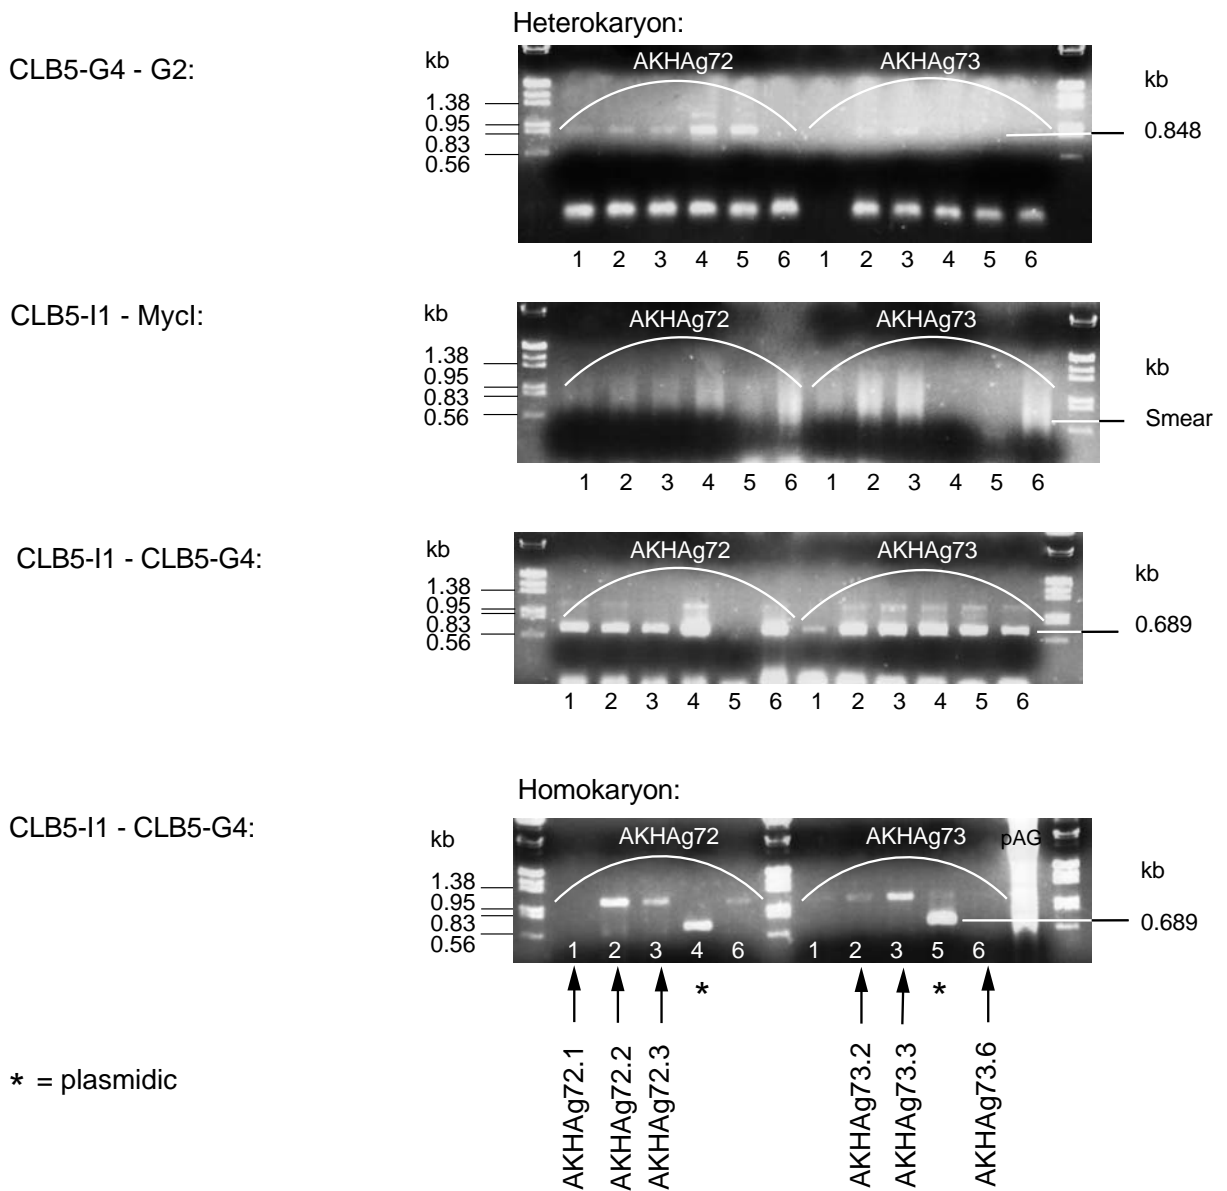 Heterokaryon:
CLB5-G4 - G2:
kb
AKHAg72
AKHAg73
kb
1.38
0.95
0.83
0.56
0.848
1 2 3 4 5 6 1 2 3 4 5 6
CLB5-I1 - MycI:
kb
AKHAg72
AKHAg73
kb
1.38
0.95
0.83
0.56
Smear
1 2 3 4 5 6 1 2 3 4 5 6
CLB5-I1 - CLB5-G4:
kb
AKHAg72
AKHAg73
kb
1.38
0.95
0.83
0.56
0.689
1 2 3 4 5 6 1 2 3 4 5 6
Homokaryon:
CLB5-I1 - CLB5-G4:
kb
AKHAg72
AKHAg73
pAG
kb
1.38
0.95
0.83
0.56
0.689
1 2 3 4 6 1 2 3 5 6
* *
AKHAg72.1
AKHAg72.2
AKHAg72.3
AKHAg73.2
AKHAg73.3
AKHAg73.6
* = plasmidic